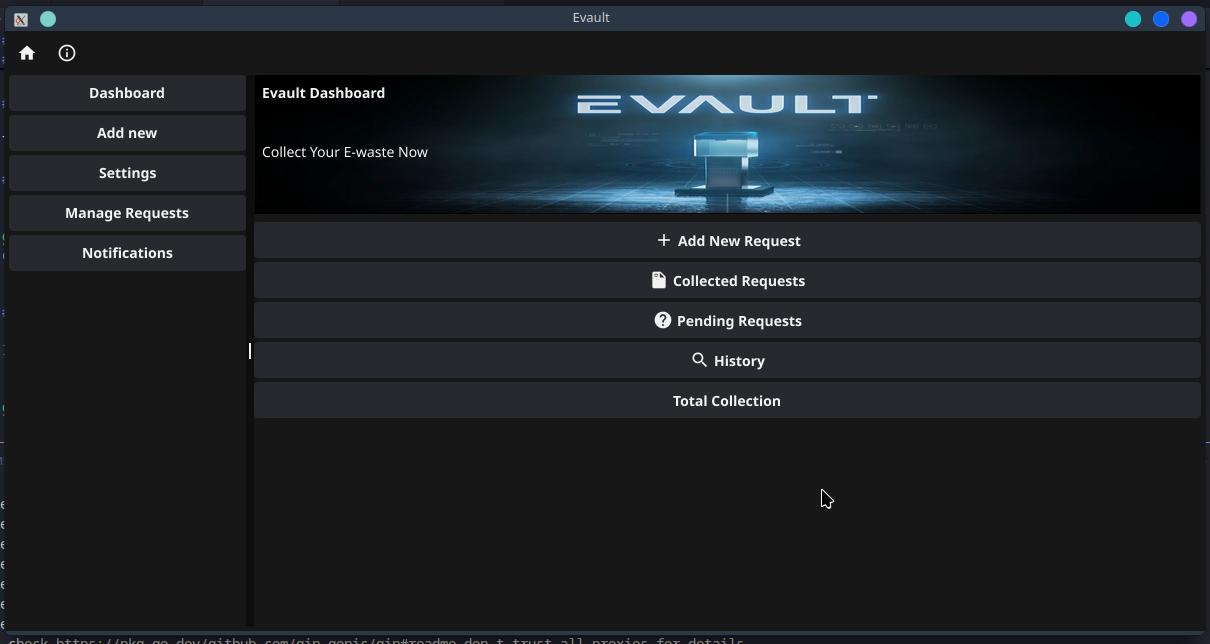 Evault
Dashboard
Add new
Settings
Manage Requests
Notifications
Evault Dashboard
EVAULT
Collect Your E-waste Now
Add New Request
Collected Requests
Pending Requests
History
Total Collection
check https://pkg.go.dev/github.com/gin-gonic/gin#readme-don-t-trust-all-proxies for details